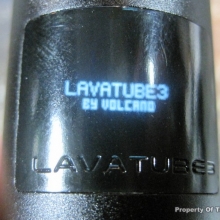 LAVATUBE3
BY VOLCANO
LAVATUBE3
Property Of T